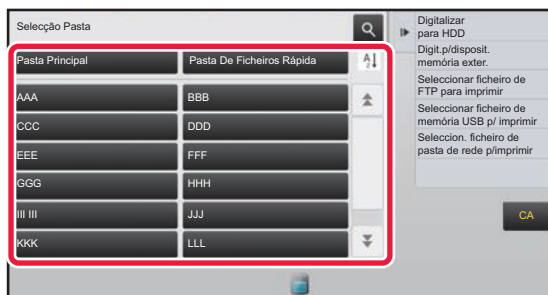 Selecção Pasta
Pasta Principal
Pasta De Ficheiros Rápida
AAA
BBB
CCC
DDD
EEE
FFF
GGG
HHH
III III
JJJ
KKK
LLL
Digitalizar
para HDD
Digit.p/disposit.
memória exter.
Seleccionar ficheiro de
FTP para imprimir
Seleccionar ficheiro de
memória USB p/ imprimir
Seleccion. ficheiro de
pasta de rede p/imprimir
CA